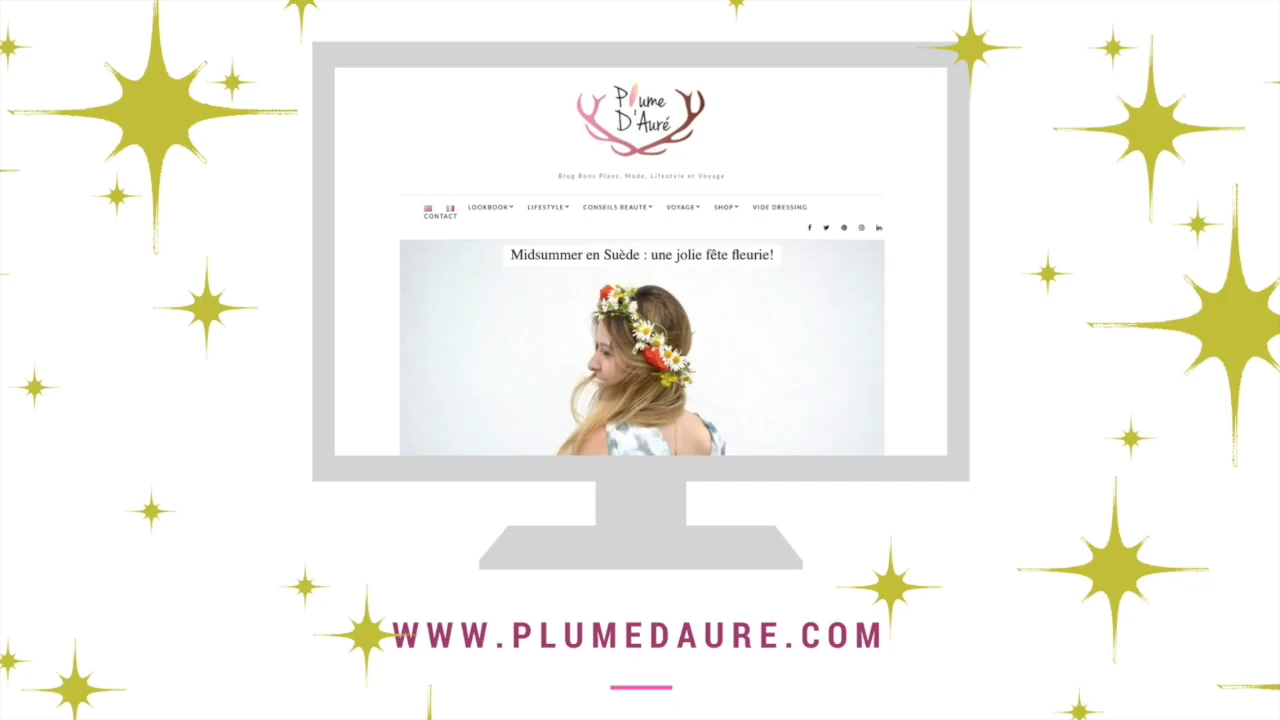 Plume
D'Auré
Blog Bons Plans, Mode, Lifestyle et Voyage
LOOKBOOK LIFESTYLE CONSEILS BEAUTE VOYAGE SHOP VIDE DRESSING
CONTACT
Midsummer en Suède : une jolie fête fleurie!
WWW.PLUMEDAURE.COM